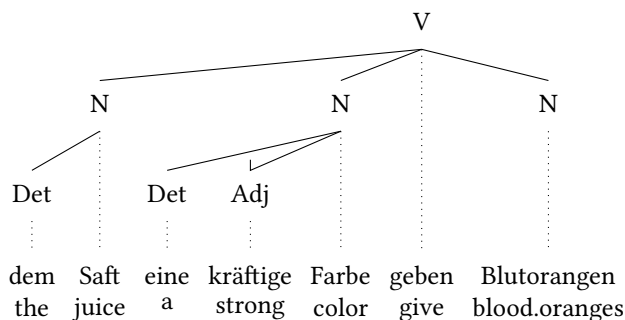 V
N N N
Det Det Adj
dem Saft eine kräftige Farbe geben Blutorangen
the juice a strong color give blood.oranges